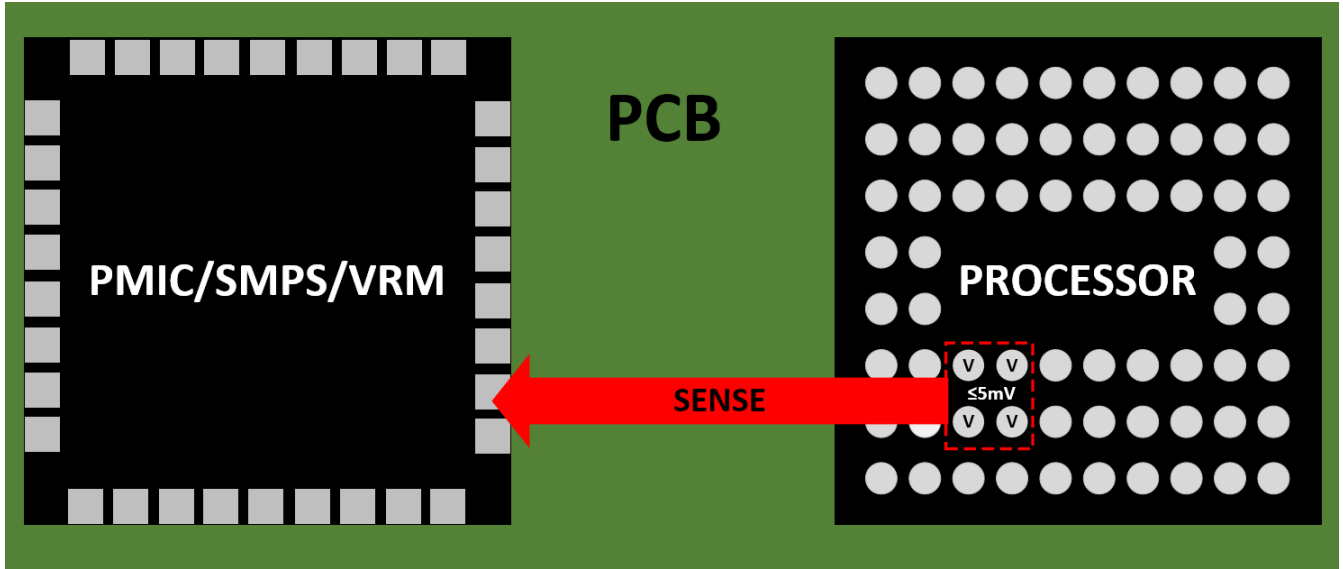 PCB
PMIC/SMPS/VRM
PROCESSOR
V V
≤5mV
SENSE
V V